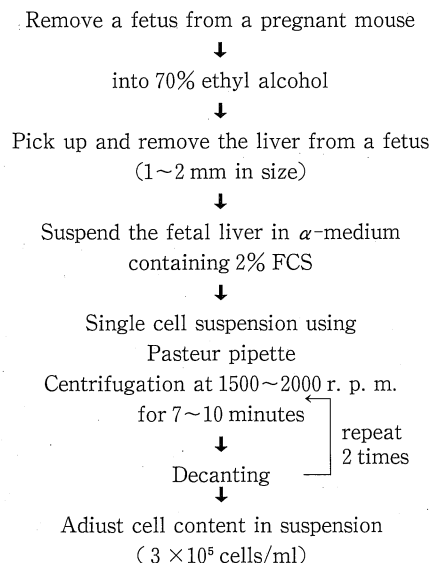 Remove a fetus from a pregnant mouse
into 70% ethyl alcohol
Pick up and remove the liver from a fetus
(1~2 mm in size)
Suspend the fetal liver in α-medium
containing 2% FCS
Single cell suspension using
Pasteur pipette
Centrifugation at 1500~2000 r. p. m.
for 7~10 minutes
repeat
2 times
Decanting
Adiust cell content in suspension
( 3 ×10⁵ cells/ml)